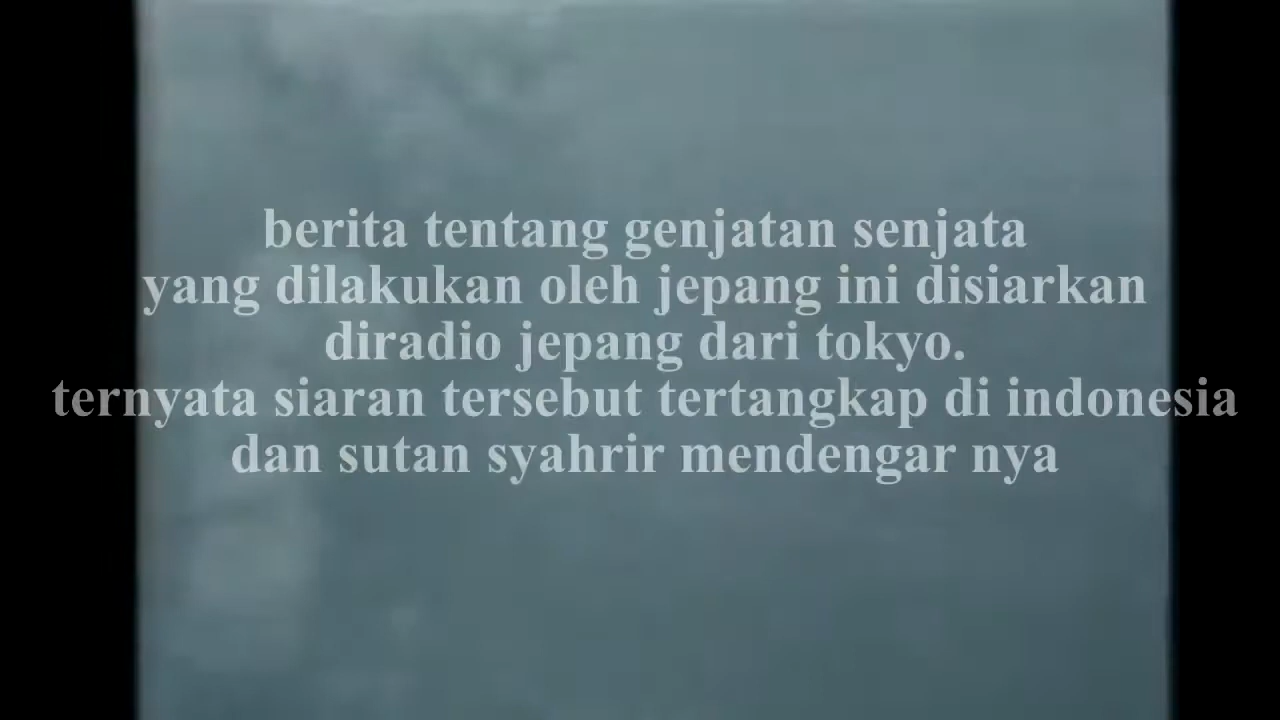 berita tentang genjatan senjata
yang dilakukan oleh jepang ini disiarkan
diradio jepang dari tokyo.
ternyata siaran tersebut tertangkap di indonesia
dan sutan syahrir mendengar nya